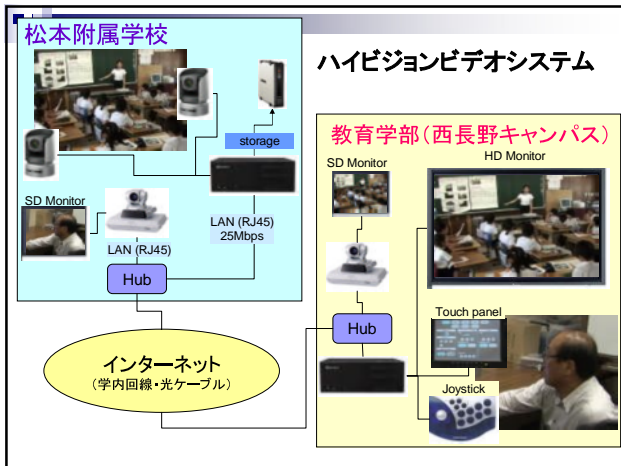 松本附属学校
ハイビジョンビデオシステム
storage
SD Monitor
LAN (RJ45)
LAN (RJ45)
25Mbps
Hub
インターネット
(学内回線・光ケーブル)
教育学部(西長野キャンパス)
SD Monitor
HD Monitor
Hub
Touch panel
Joystick